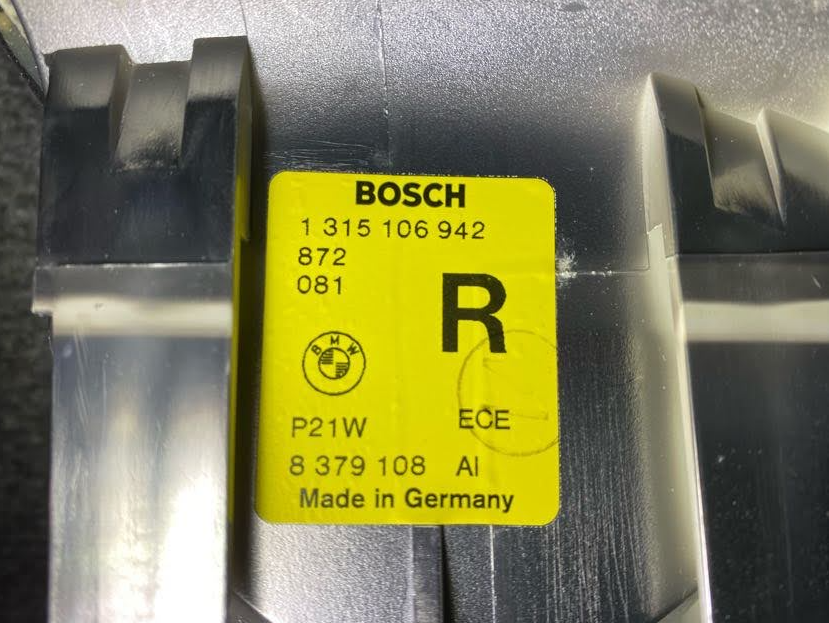 BOSCH
1 315 106 942
872
081
R
BMW
P21W ECE
8 379 108 AI
Made in Germany